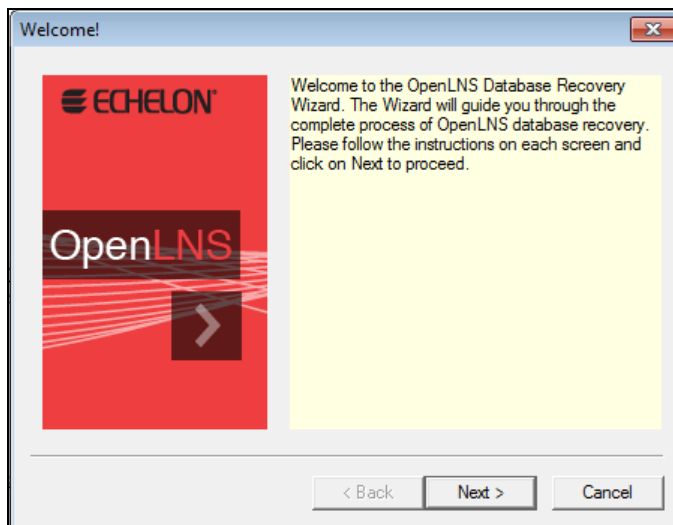 Welcome!
ECHELON®
OpenLNS
Welcome to the OpenLNS Database Recovery
Wizard. The Wizard will guide you through the
complete process of OpenLNS database recovery.
Please follow the instructions on each screen and
click on Next to proceed.
< Back
Next >
Cancel